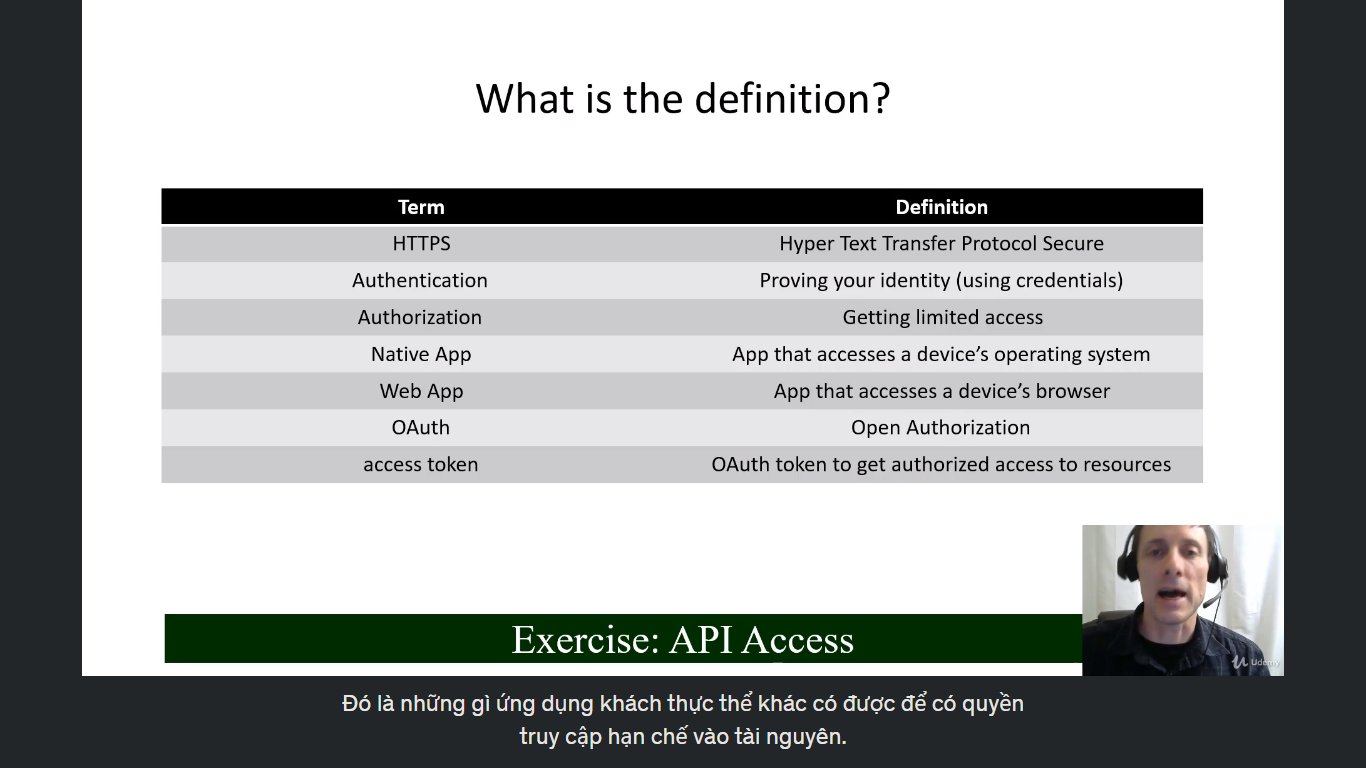 What is the definition?
Term Definition
HTTPS Hyper Text Transfer Protocol Secure
Authentication Proving your identity (using credentials)
Authorization Getting limited access
Native App App that accesses a device’s operating system
Web App App that accesses a device’s browser
OAuth Open Authorization
access token OAuth token to get authorized access to resources
Exercise: API Access
Udemy
Đó là những gì ứng dụng khách thực thể khác có được để có quyền
truy cập hạn chế vào tài nguyên.